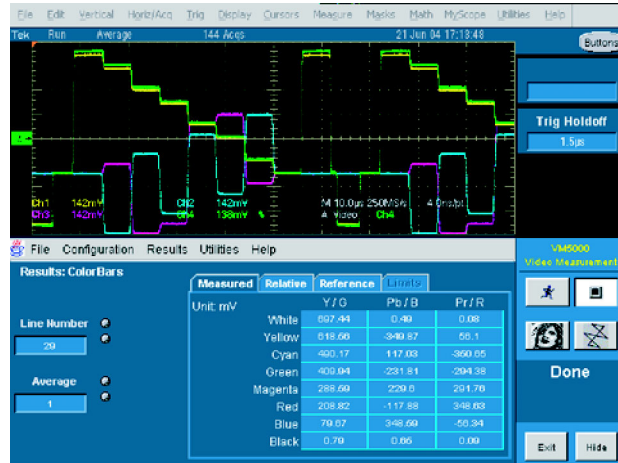 File Edit Vertical Horiz/Acq Trig Display Cursors Measure Masks Math MyScope Utilities Help
Tek Run Average 144 Acqs 21 Jun 04 17:18:48
Buttons
Trig Holdoff
1.5µs
Ch1 142mV Ch2 142mV M 10.0µs 250MS/s 4.0ns/pt
Ch3 142mV Ch4 138mV A Video Ch4
File Configuration Results Utilities Help
VM5000
Video Measurement
Results: ColorBars
Measured Relative Reference Limits
Unit: mV Y / G Pb / B Pr / R
White 697.44 0.49 0.08
Yellow 618.66 -349.87 56.1
Cyan 490.17 117.03 -350.65
Green 409.94 -231.81 -294.38
Magenta 288.69 229.6 291.76
Red 208.82 -117.88 348.63
Blue 79.67 348.69 -56.34
Black 0.79 0.65 0.09
Line Number
29
Average
1
Done
Exit Hide